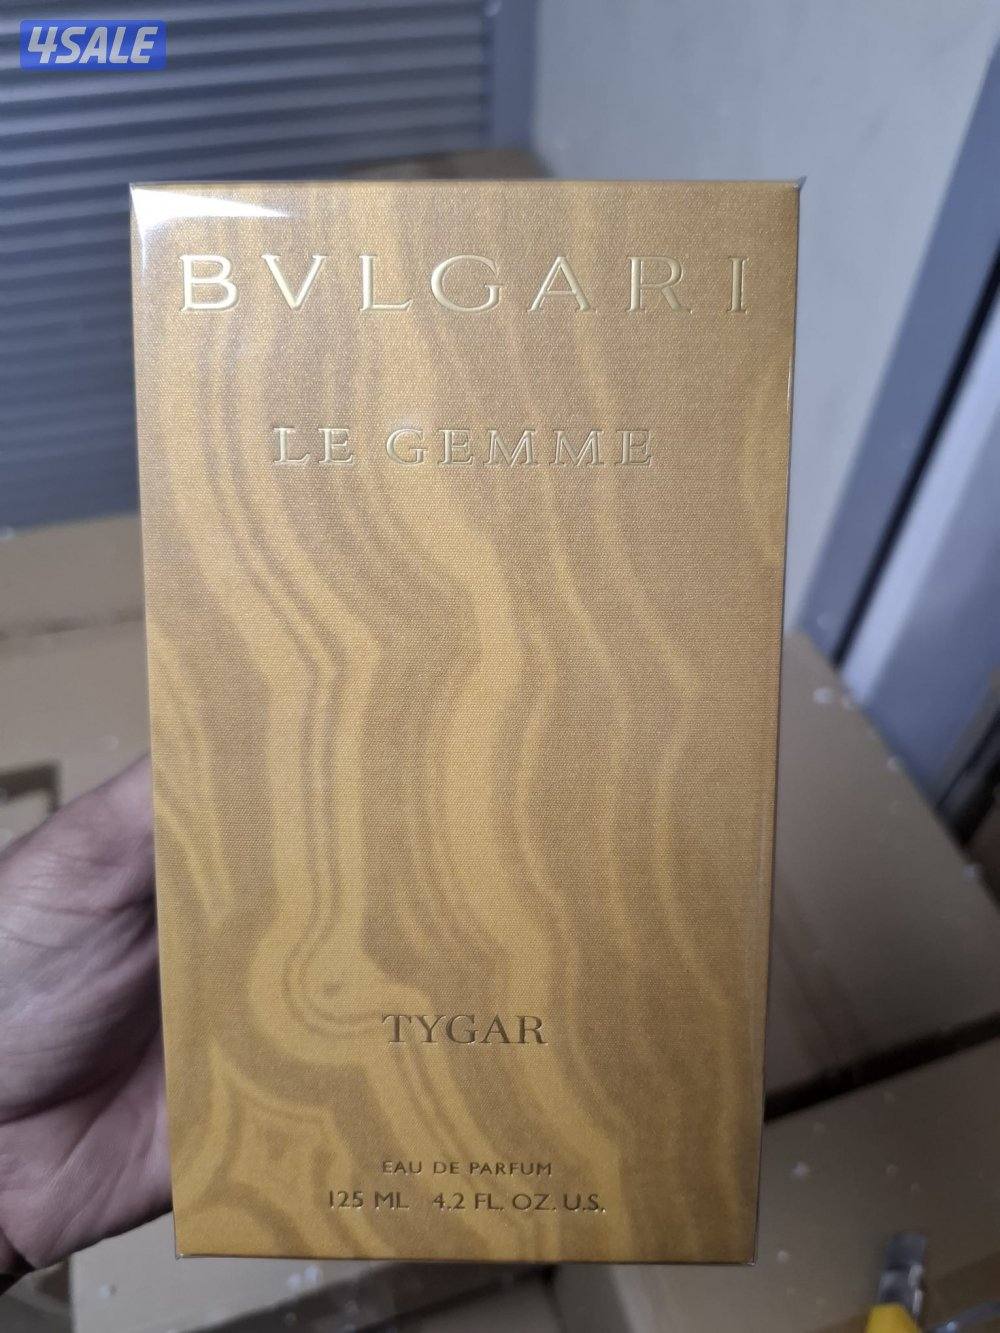 4SALE
BVLGARI
LE GEMME
TYGAR
EAU DE PARFUM
125 ML 4.2 FL. OZ. U.S.